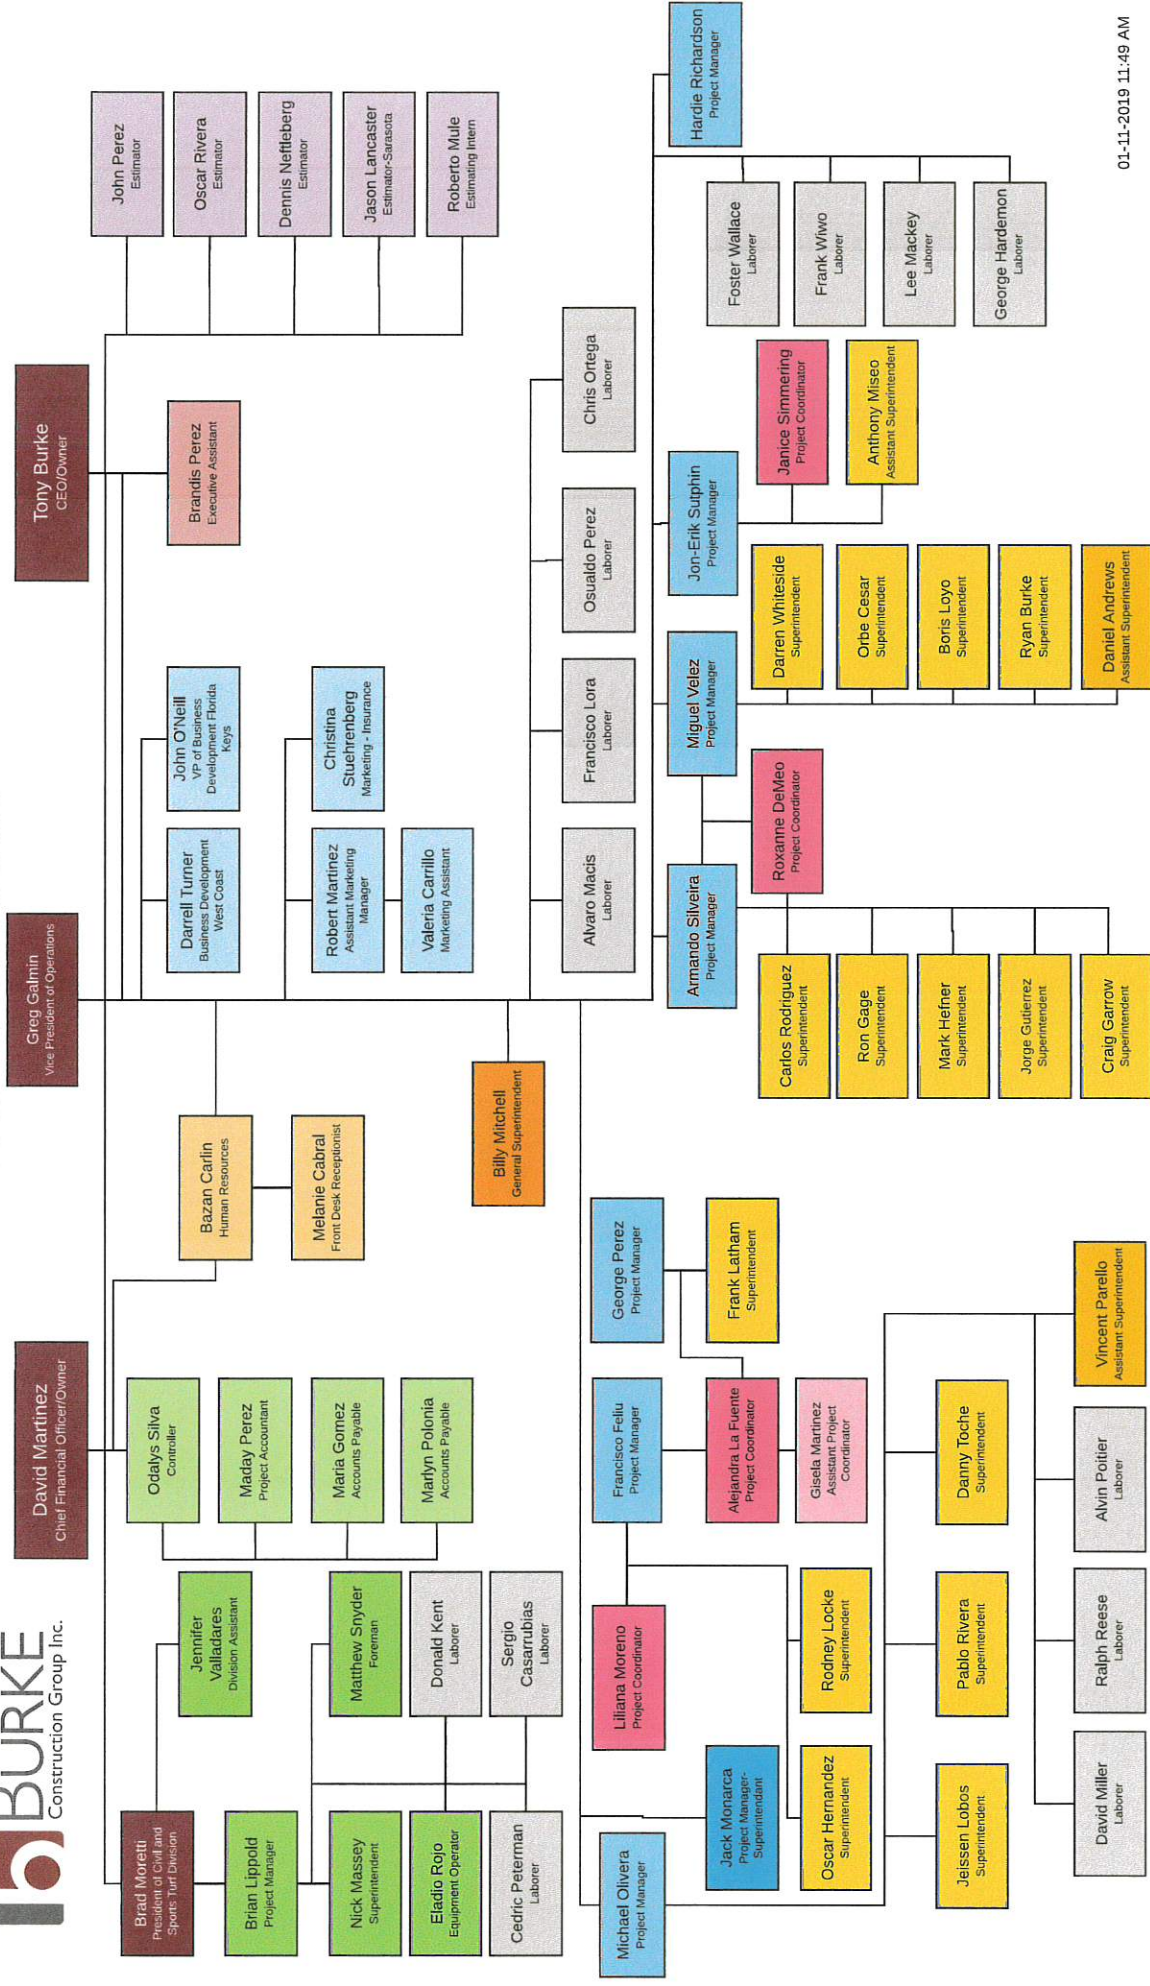 BURKE
Construction Group Inc.
David Martinez
Chief Financial Officer/Owner
Greg Galmin
Vice President of Operations
Tony Burke
CEO/Owner
Brad Moretti
President of Civil and
Sports Turf Division
Jennifer
Valladares
Division Assistant
Brian Lippold
Project Manager
Nick Massey
Superintendent
Matthew Snyder
Foreman
Eladio Rojo
Equipment Operator
Donald Kent
Laborer
Cedric Peterman
Laborer
Sergio
Casarrubias
Laborer
Odalys Silva
Controller
Maday Perez
Project Accountant
Maria Gomez
Accounts Payable
Marlyn Polonia
Accounts Payable
Bazan Carlin
Human Resources
Melanie Cabral
Front Desk Receptionist
Darrell Turner
Business Development
West Coast
John O'Neill
VP of Business
Development Florida
Keys
Robert Martinez
Assistant Marketing
Manager
Christina
Stuehrenberg
Marketing - Insurance
Valeria Carrillo
Marketing Assistant
Brandis Perez
Executive Assistant
John Perez
Estimator
Oscar Rivera
Estimator
Dennis Neftleberg
Estimator
Jason Lancaster
Estimator-Sarasota
Roberto Mule
Estimating Intern
Billy Mitchell
General Superintendent
Alvaro Macis
Laborer
Francisco Lora
Laborer
Osualdo Perez
Laborer
Chris Ortega
Laborer
Michael Olivera
Project Manager
Jack Monarca
Project Manager-
Superintendant
Liliana Moreno
Project Coordinator
Francisco Feliu
Project Manager
George Perez
Project Manager
Alejandra La Fuente
Project Coordinator
Frank Latham
Superintendent
Gisela Martinez
Assistant Project
Coordinator
Oscar Hernandez
Superintendent
Rodney Locke
Superintendent
Jeissen Lobos
Superintendent
Pablo Rivera
Superintendent
Danny Toche
Superintendent
David Miller
Laborer
Ralph Reese
Laborer
Alvin Poitier
Laborer
Vincent Parello
Assistant Superintendent
Armando Silveira
Project Manager
Miguel Velez
Project Manager
Jon-Erik Sutphin
Project Manager
Hardie Richardson
Project Manager
Roxanne DeMeo
Project Coordinator
Carlos Rodriguez
Superintendent
Ron Gage
Superintendent
Mark Hefner
Superintendent
Jorge Gutierrez
Superintendent
Craig Garrow
Superintendent
Darren Whiteside
Superintendent
Orbe Cesar
Superintendent
Boris Loyo
Superintendent
Ryan Burke
Superintendent
Daniel Andrews
Assistant Superintendent
Janice Simmering
Project Coordinator
Anthony Miseo
Assistant Superintendent
Foster Wallace
Laborer
Frank Wiwo
Laborer
Lee Mackey
Laborer
George Hardemon
Laborer
01-11-2019 11:49 AM